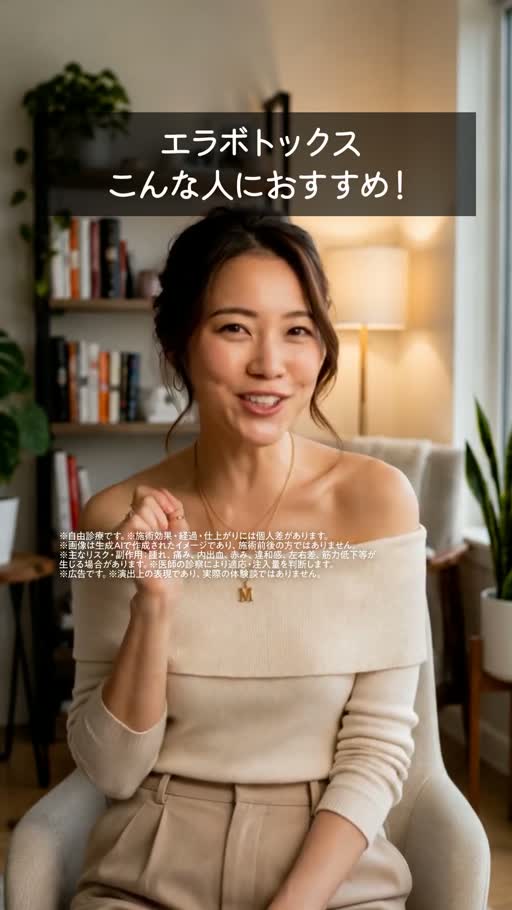 エラボトックス
こんな人におすすめ!
※自由診療です。※施術効果・経過・仕上がりには個人差があります。
※画像は生成AIで作成されたイメージであり、施術前後の方ではありません。
※主なリスク・副作用:腫れ、痛み、内出血、赤み、違和感、左右差、筋力低下等が
生じる場合があります。※医師の診察により適応・注入量を判断します。
※広告です。※演出上の表現であり、実際の体験談ではありません。
M